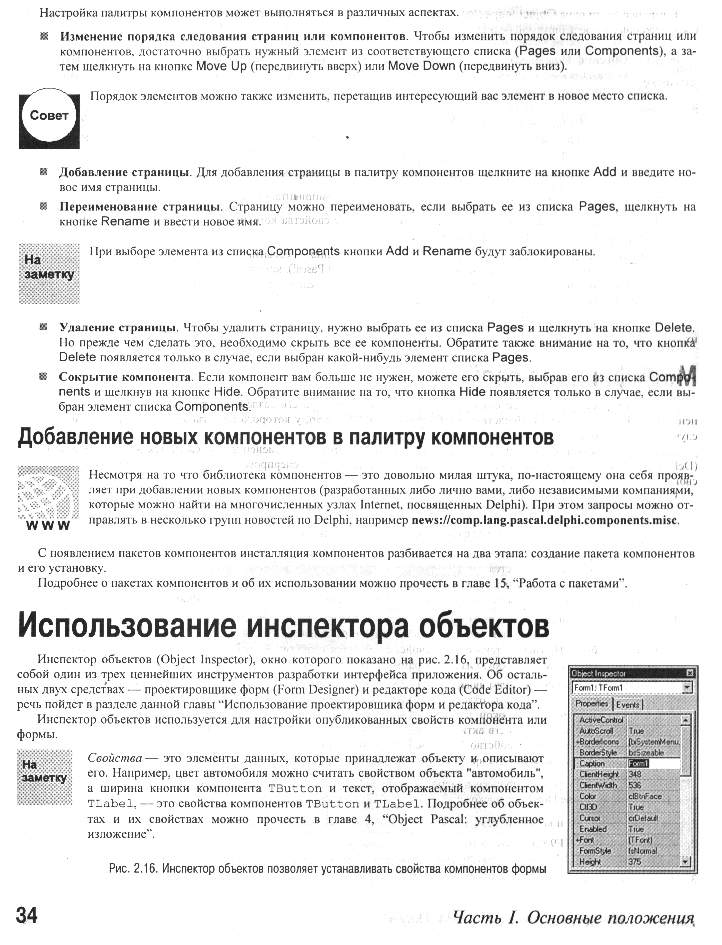 Настройка палитры компонентов может выполняться в различных аспектах.
Изменение порядка следования страниц или компонентов. Чтобы изменить порядок следования страниц или
компонентов, достаточно выбрать нужный элемент из соответствующего списка (Pages или Components), а за-
тем щелкнуть на кнопке Move Up (передвинуть вверх) или Move Down (передвинуть вниз).
Совет
Порядок элементов можно также изменить, перетащив интересующий вас элемент в новое место списка.
Добавление страницы. Для добавления страницы в палитру компонентов щелкните на кнопке Add и введите но-
вое имя страницы.
Переименование страницы. Страницу можно переименовать, если выбрать ее из списка Pages, щелкнуть на
кнопке Rename и ввести новое имя.
На
заметку
При выборе элемента из списка Components кнопки Add и Rename будут заблокированы.
Удаление страницы. Чтобы удалить страницу, нужно выбрать ее из списка Pages и щелкнуть на кнопке Delete.
Но прежде чем сделать это, необходимо скрыть все ее компоненты. Обратите также внимание на то, что кнопка
Delete появляется только в случае, если выбран какой-нибудь элемент списка Pages.
Сокрытие компонента. Если компонент вам больше не нужен, можете его скрыть, выбрав его из списка Compo-
nents и щелкнув на кнопке Hide. Обратите внимание на то, что кнопка Hide появляется только в случае, если вы-
бран элемент списка Components.
Добавление новых компонентов в палитру компонентов
WWW
Несмотря на то что библиотека компонентов — это довольно милая штука, по-настоящему она себя прояв-
ляет при добавлении новых компонентов (разработанных либо лично вами, либо независимыми компаниями,
которые можно найти на многочисленных узлах Internet, посвященных Delphi). При этом запросы можно от-
правлять в несколько групп новостей по Delphi, например news://comp.lang.pascal.delphi.components.misc.
С появлением пакетов компонентов инсталляция компонентов разбивается на два этапа: создание пакета компонентов
и его установку.
Подробнее о пакетах компонентов и об их использовании можно прочесть в главе 15, “Работа с пакетами”.
Использование инспектора объектов
Инспектор объектов (Object Inspector), окно которого показано на рис. 2.16, представляет
собой один из трех ценнейших инструментов разработки интерфейса приложения. Об осталь-
ных двух средствах — проектировщике форм (Form Designer) и редакторе кода (Code Editor) —
речь пойдет в разделе данной главы “Использование проектировщика форм и редактора кода”.
Инспектор объектов используется для настройки опубликованных свойств компонента или
формы.
На
заметку
Свойства — это элементы данных, которые принадлежат объекту и описывают
его. Например, цвет автомобиля можно считать свойством объекта "автомобиль",
а ширина кнопки компонента TButton и текст, отображаемый компонентом
TLabel, — это свойства компонентов TButton и TLabel. Подробнее об объек-
тах и их свойствах можно прочесть в главе 4, “Object Pascal: углубленное
изложение”.
Object Inspector
Form1: TForm1
Properties Events
ActiveControl
AutoScroll True
+BorderIcons [biSystemMenu,
BorderStyle bsSizeable
Caption Form1
ClientHeight 348
ClientWidth 536
Color clBtnFace
Ctl3D True
Cursor crDefault
Enabled True
+Font (TFont)
FormStyle fsNormal
Height 375
Рис. 2.16. Инспектор объектов позволяет устанавливать свойства компонентов формы
34
Часть I. Основные положения